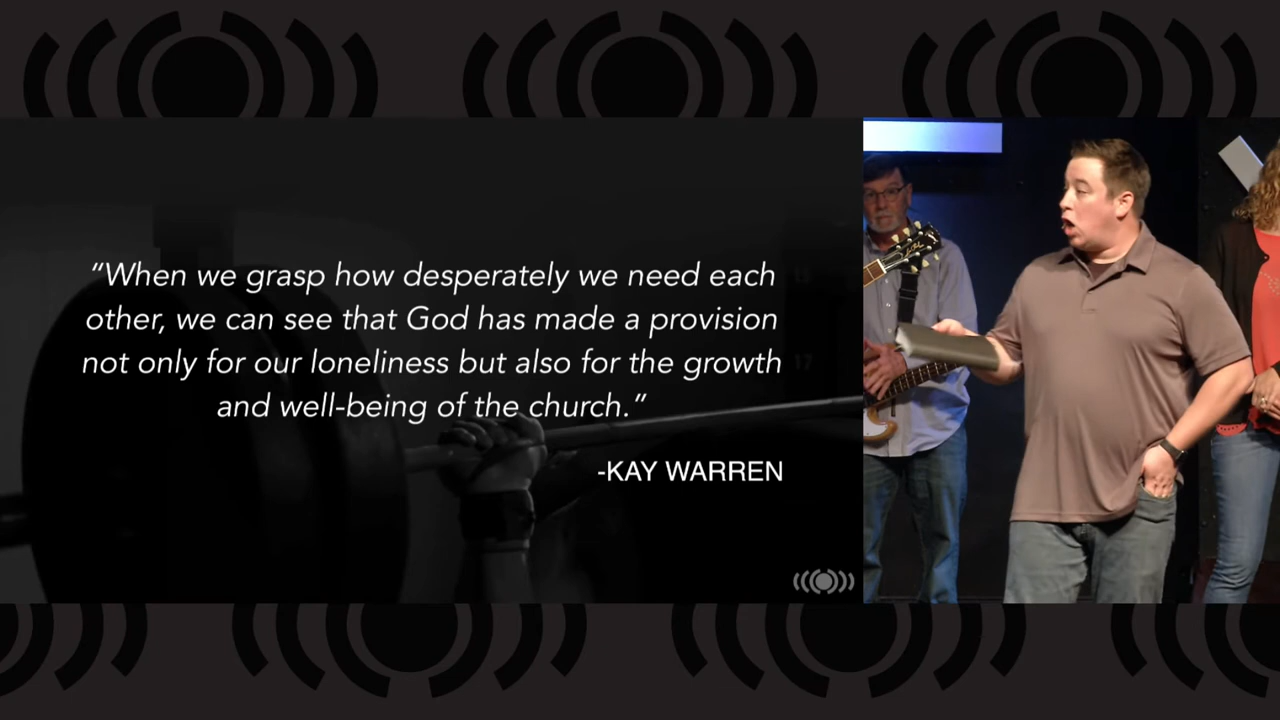 “When we grasp how desperately we need each
other, we can see that God has made a provision
not only for our loneliness but also for the growth
and well-being of the church.”
-KAY WARREN